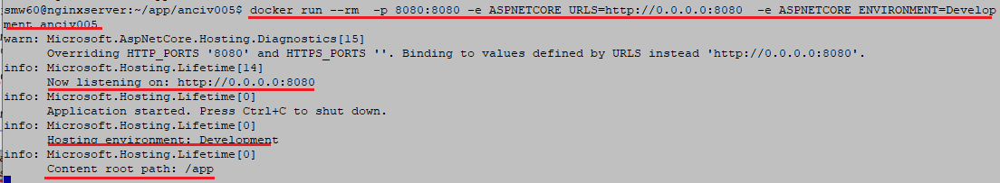 smw60@nginxserver:~/app/anciv005$ docker run --rm  -p 8080:8080 -e ASPNETCORE_URLS=http://0.0.0.0:8080  -e ASPNETCORE_ENVIRONMENT=Develop
ment anciv005
warn: Microsoft.AspNetCore.Hosting.Diagnostics[15]
      Overriding HTTP_PORTS '8080' and HTTPS_PORTS ''. Binding to values defined by URLS instead 'http://0.0.0.0:8080'.
info: Microsoft.Hosting.Lifetime[14]
      Now listening on: http://0.0.0.0:8080
info: Microsoft.Hosting.Lifetime[0]
      Application started. Press Ctrl+C to shut down.
info: Microsoft.Hosting.Lifetime[0]
      Hosting environment: Development
info: Microsoft.Hosting.Lifetime[0]
      Content root path: /app